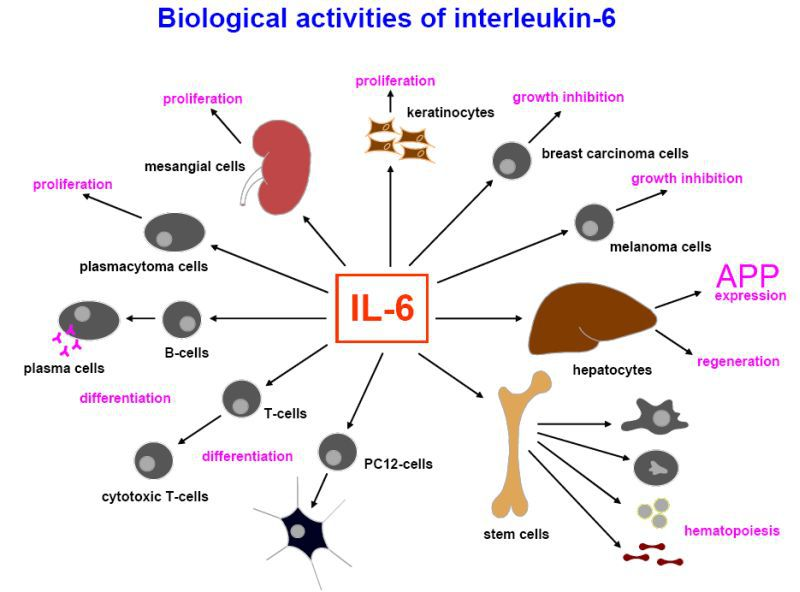 Biological activities of interleukin-6
proliferation
keratinocytes
growth inhibition
breast carcinoma cells
proliferation
mesangial cells
growth inhibition
melanoma cells
proliferation
plasmacytoma cells
APP
expression
IL-6
B-cells
plasma cells
hepatocytes
regeneration
differentiation
T-cells
differentiation
cytotoxic T-cells
PC12-cells
stem cells
hematopoiesis